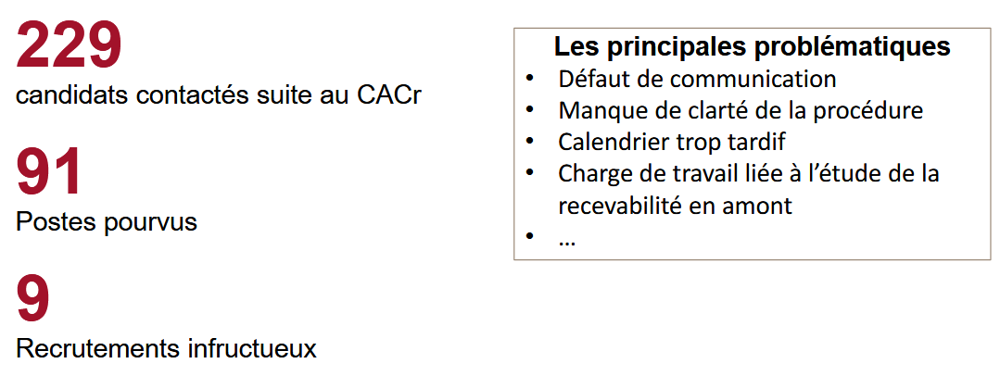 229
candidats contactés suite au CACr
91
Postes pourvus
9
Recrutements infructueux
Les principales problématiques
• Défaut de communication
• Manque de clarté de la procédure
• Calendrier trop tardif
• Charge de travail liée à l’étude de la
recevabilité en amont
• ...